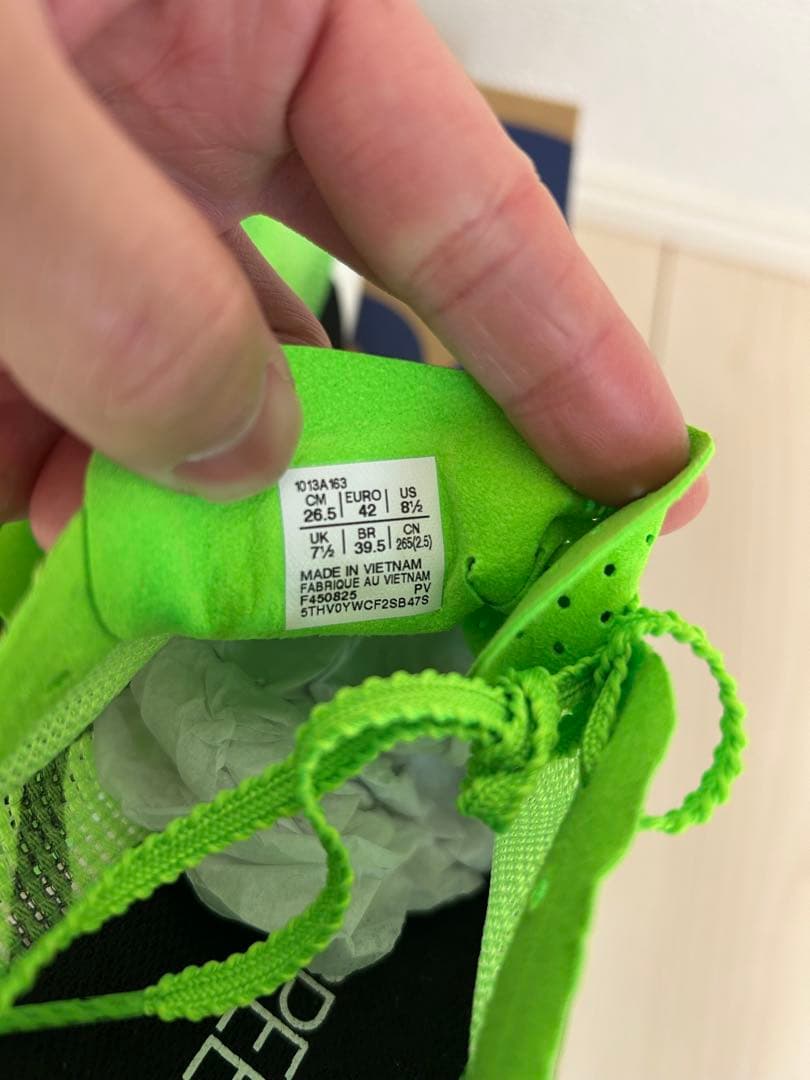 1013A163
CM EURO US
26.5 42 8½
UK BR CN
7½ 39.5 265(2.5)
MADE IN VIETNAM
FABRIQUE AU VIETNAM
F450825 PV
5THV0YWCF2SB47S